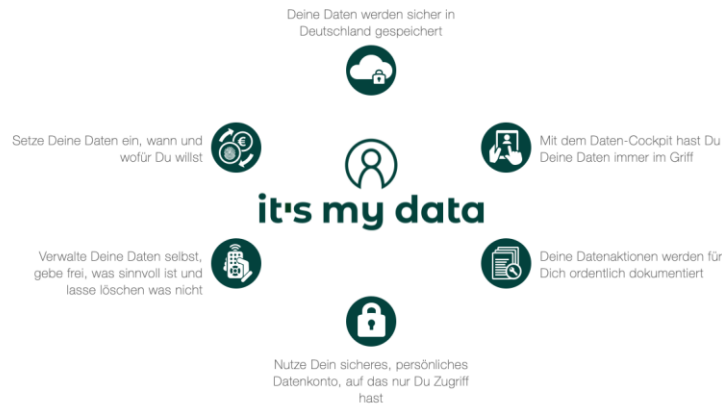 Deine Daten werden sicher in
Deutschland gespeichert
Setze Deine Daten ein, wann und
wofür Du willst
€
Mit dem Daten-Cockpit hast Du
Deine Daten immer im Griff
it's my data
Verwalte Deine Daten selbst,
gebe frei, was sinnvoll ist und
lasse löschen was nicht
Deine Datenaktionen werden für
Dich ordentlich dokumentiert
Nutze Dein sicheres, persönliches
Datenkonto, auf das nur Du Zugriff
hast